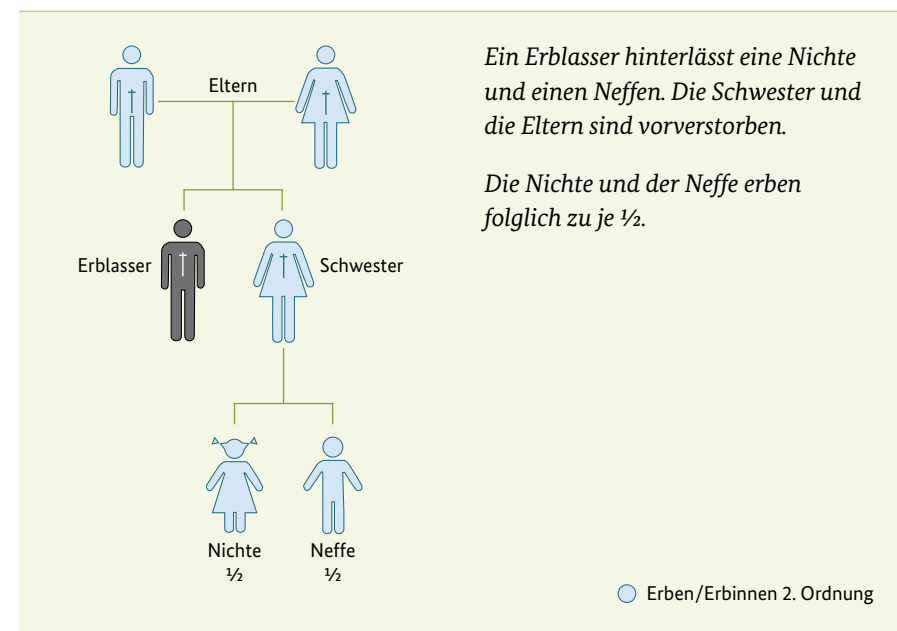 Eltern
Ein Erblasser hinterlässt eine Nichte
und einen Neffen. Die Schwester und
die Eltern sind vorverstorben.
Die Nichte und der Neffe erben
folglich zu je ½.
Erblasser
Schwester
Nichte
½
Neffe
½
Erben/Erbinnen 2. Ordnung